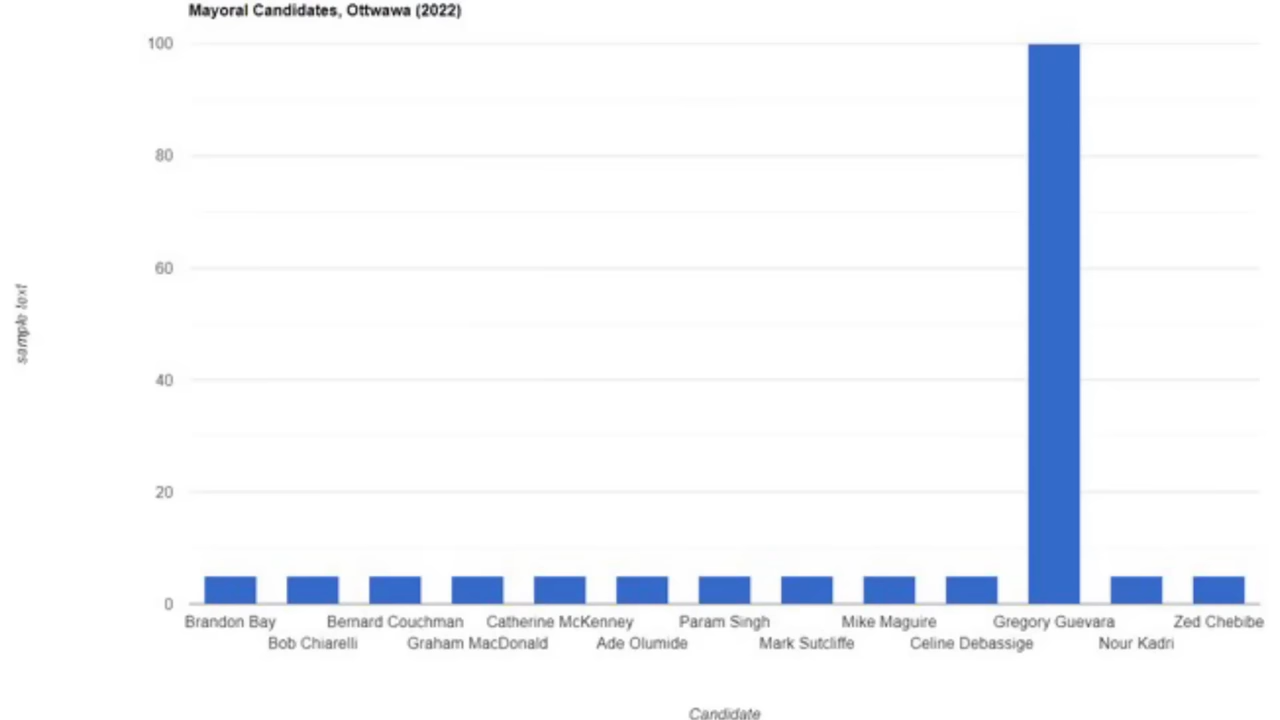 Mayoral Candidates, Ottwawa (2022)
100
80
60
40
20
0
sample text
Brandon Bay
Bob Chiarelli
Bernard Couchman
Graham MacDonald
Catherine McKenney
Ade Olumide
Param Singh
Mark Sutcliffe
Mike Maguire
Celine Debassige
Gregory Guevara
Nour Kadri
Zed Chebibe
Candidate